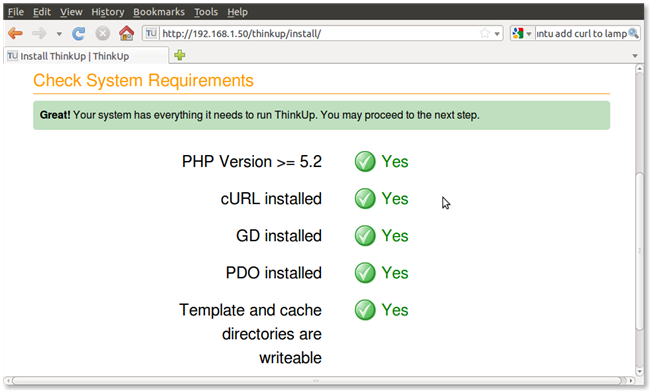 File Edit View History Bookmarks Tools Help
TU http://192.168.1.50/thinkup/install/ intu add curl to lamp
TU Install ThinkUp | ThinkUp
Check System Requirements
Great! Your system has everything it needs to run ThinkUp. You may proceed to the next step.
PHP Version >= 5.2 Yes
cURL installed Yes
GD installed Yes
PDO installed Yes
Template and cache Yes
directories are
writeable